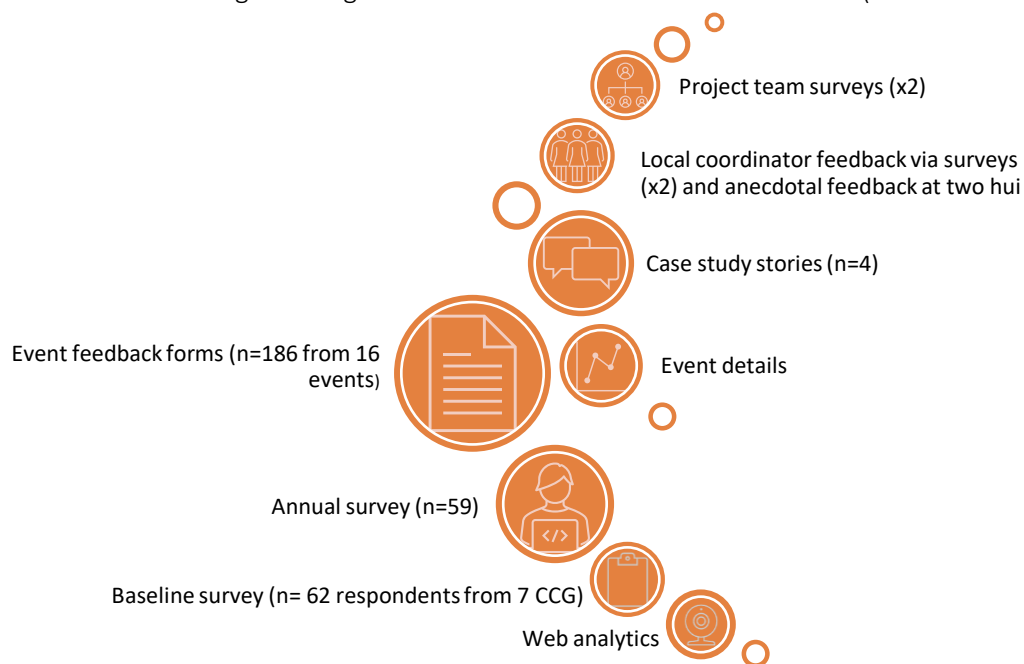 Project team surveys (x2)
Local coordinator feedback via surveys
(x2) and anecdotal feedback at two hui
Case study stories (n=4)
Event feedback forms (n=186 from 16
events)
Event details
Annual survey (n=59)
Baseline survey (n= 62 respondents from 7 CCG)
Web analytics